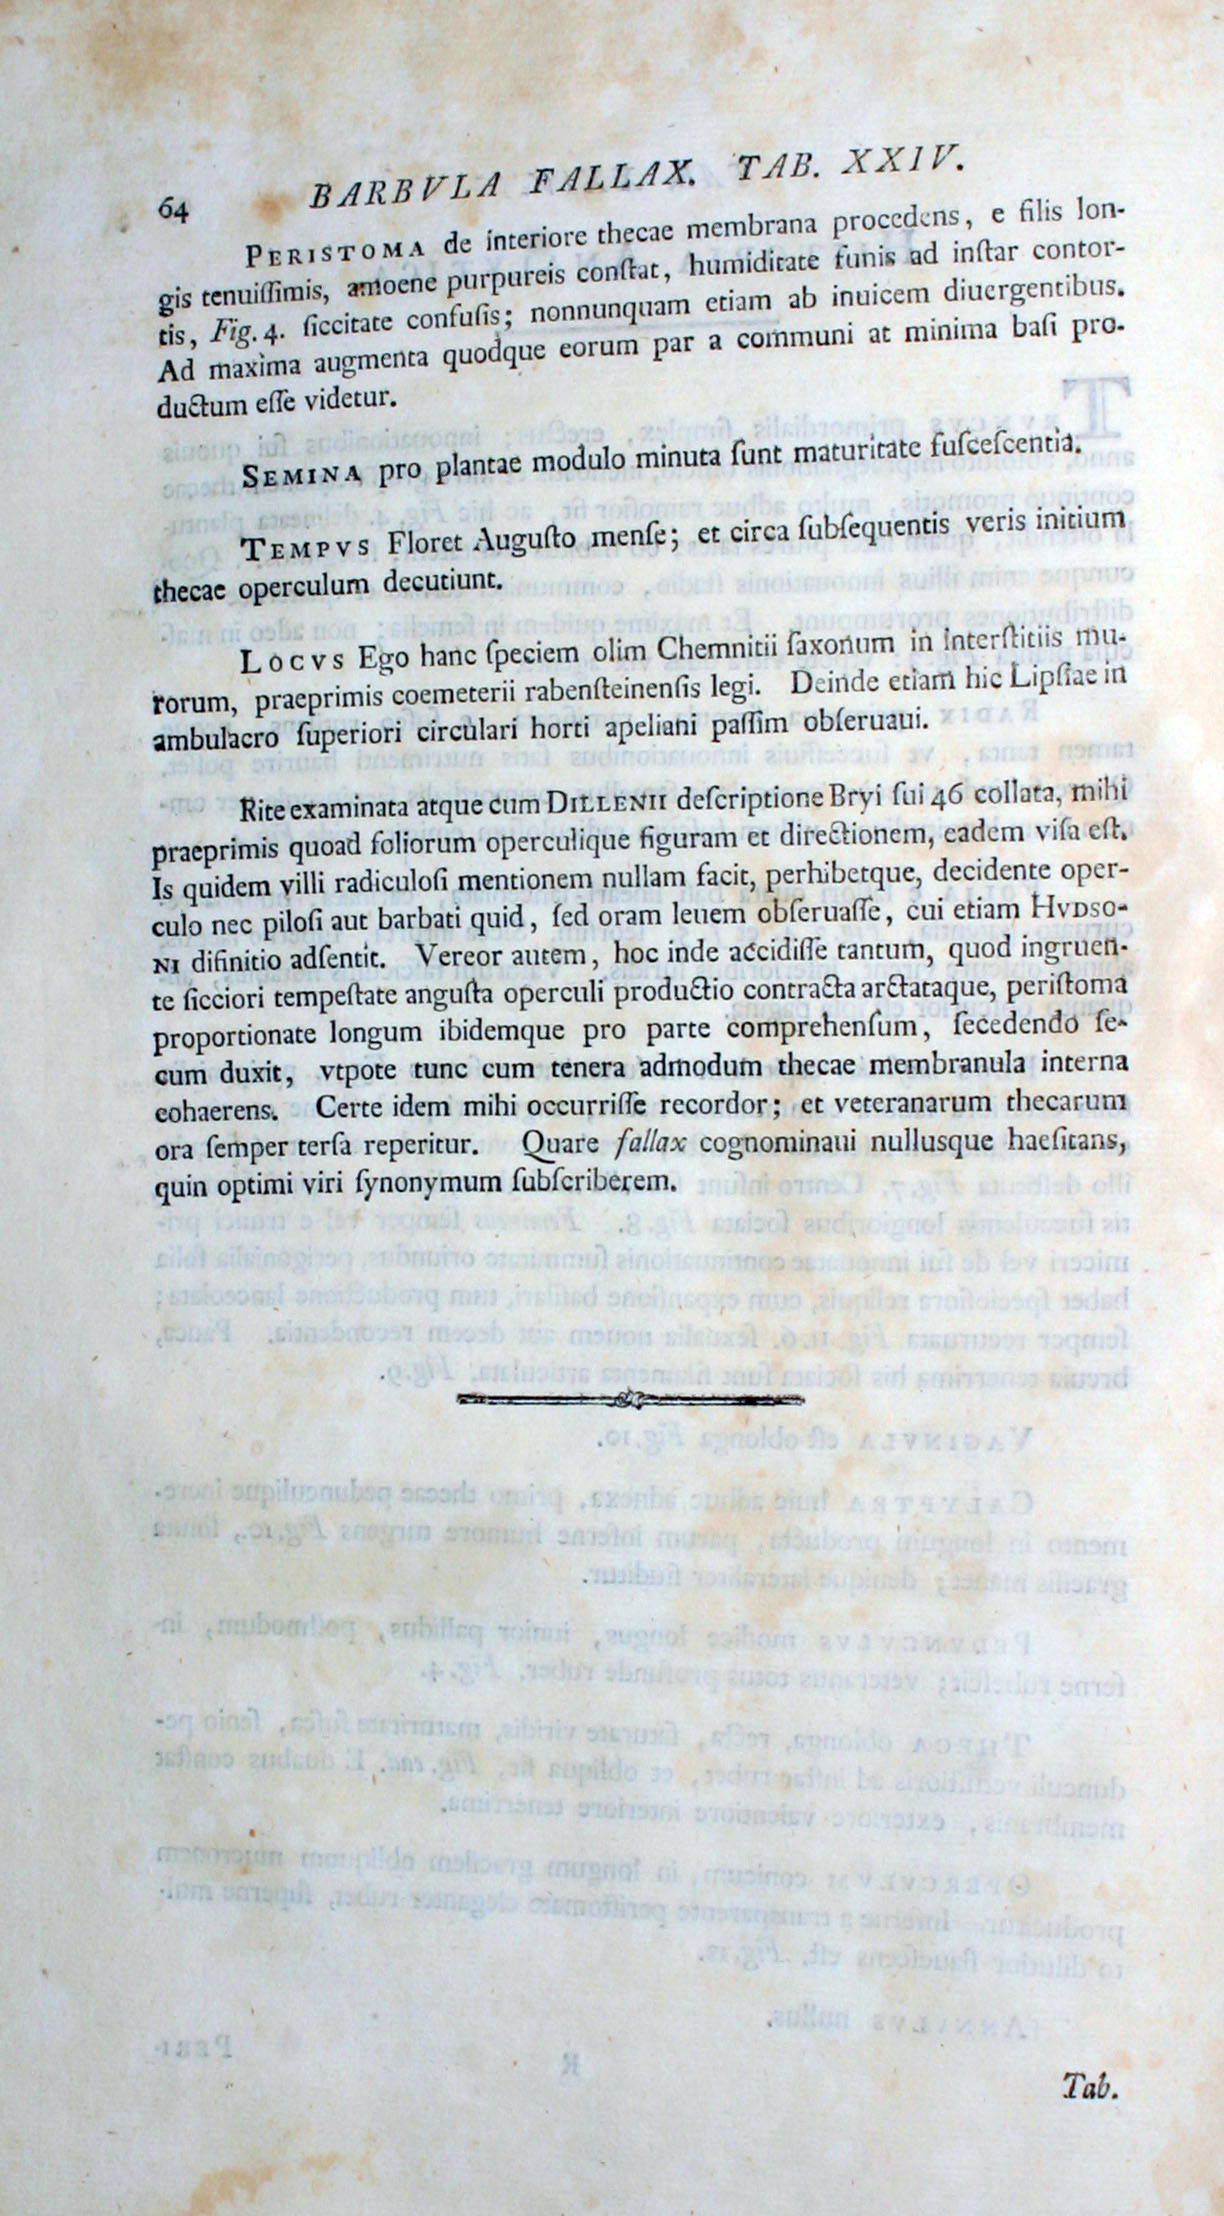 64 BARBVLA FALLAX. TAB. XXIV.
PERISTOMA de interiore thecae membrana procedens, e filis lon-
gis tenuiſſimis, amoene purpureis conſtat, humiditate funis ad inſtar contor-
tis, Fig. 4. ſiccitate confuſis; nonnunquam etiam ab inuicem diuergentibus.
Ad maxima augmenta quodque eorum par a communi at minima baſi pro-
ductum eſſe videtur.
SEMINA pro plantae modulo minuta ſunt maturitate fuſceſcentia.
TEMPVS Floret Auguſto menſe; et circa ſubſequentis veris initium
thecae operculum decutiunt.
LOCVS Ego hanc ſpeciem olim Chemnitii ſaxonum in interſtitiis mu-
rorum, praeprimis coemeterii rabenſteinenſis legi. Deinde etiam hic Lipſiae in
ambulacro ſuperiori circulari horti apeliani paſſim obſeruaui.
Rite examinata atque cum DILLENII deſcriptione Bryi ſui 46 collata, mihi
praeprimis quoad foliorum operculique figuram et directionem, eadem viſa eſt.
Is quidem villi radiculoſi mentionem nullam facit, perhibetque, decidente oper-
culo nec piloſi aut barbati quid, ſed oram leuem obſeruaſſe, cui etiam HVDSO-
NI difinitio adſentit. Vereor autem, hoc inde accidiſſe tantum, quod ingruen-
te ſicciori tempeſtate anguſta operculi productio contracta arctataque, periſtoma
proportionate longum ibidemque pro parte comprehenſum, ſecedendo ſe-
cum duxit, vtpote tunc cum tenera admodum thecae membranula interna
cohaerens. Certe idem mihi occurriſſe recordor; et veteranarum thecarum
ora ſemper terſa reperitur. Quare fallax cognominaui nullusque haeſitans,
quin optimi viri ſynonymum ſubſcriberem.
Tab.